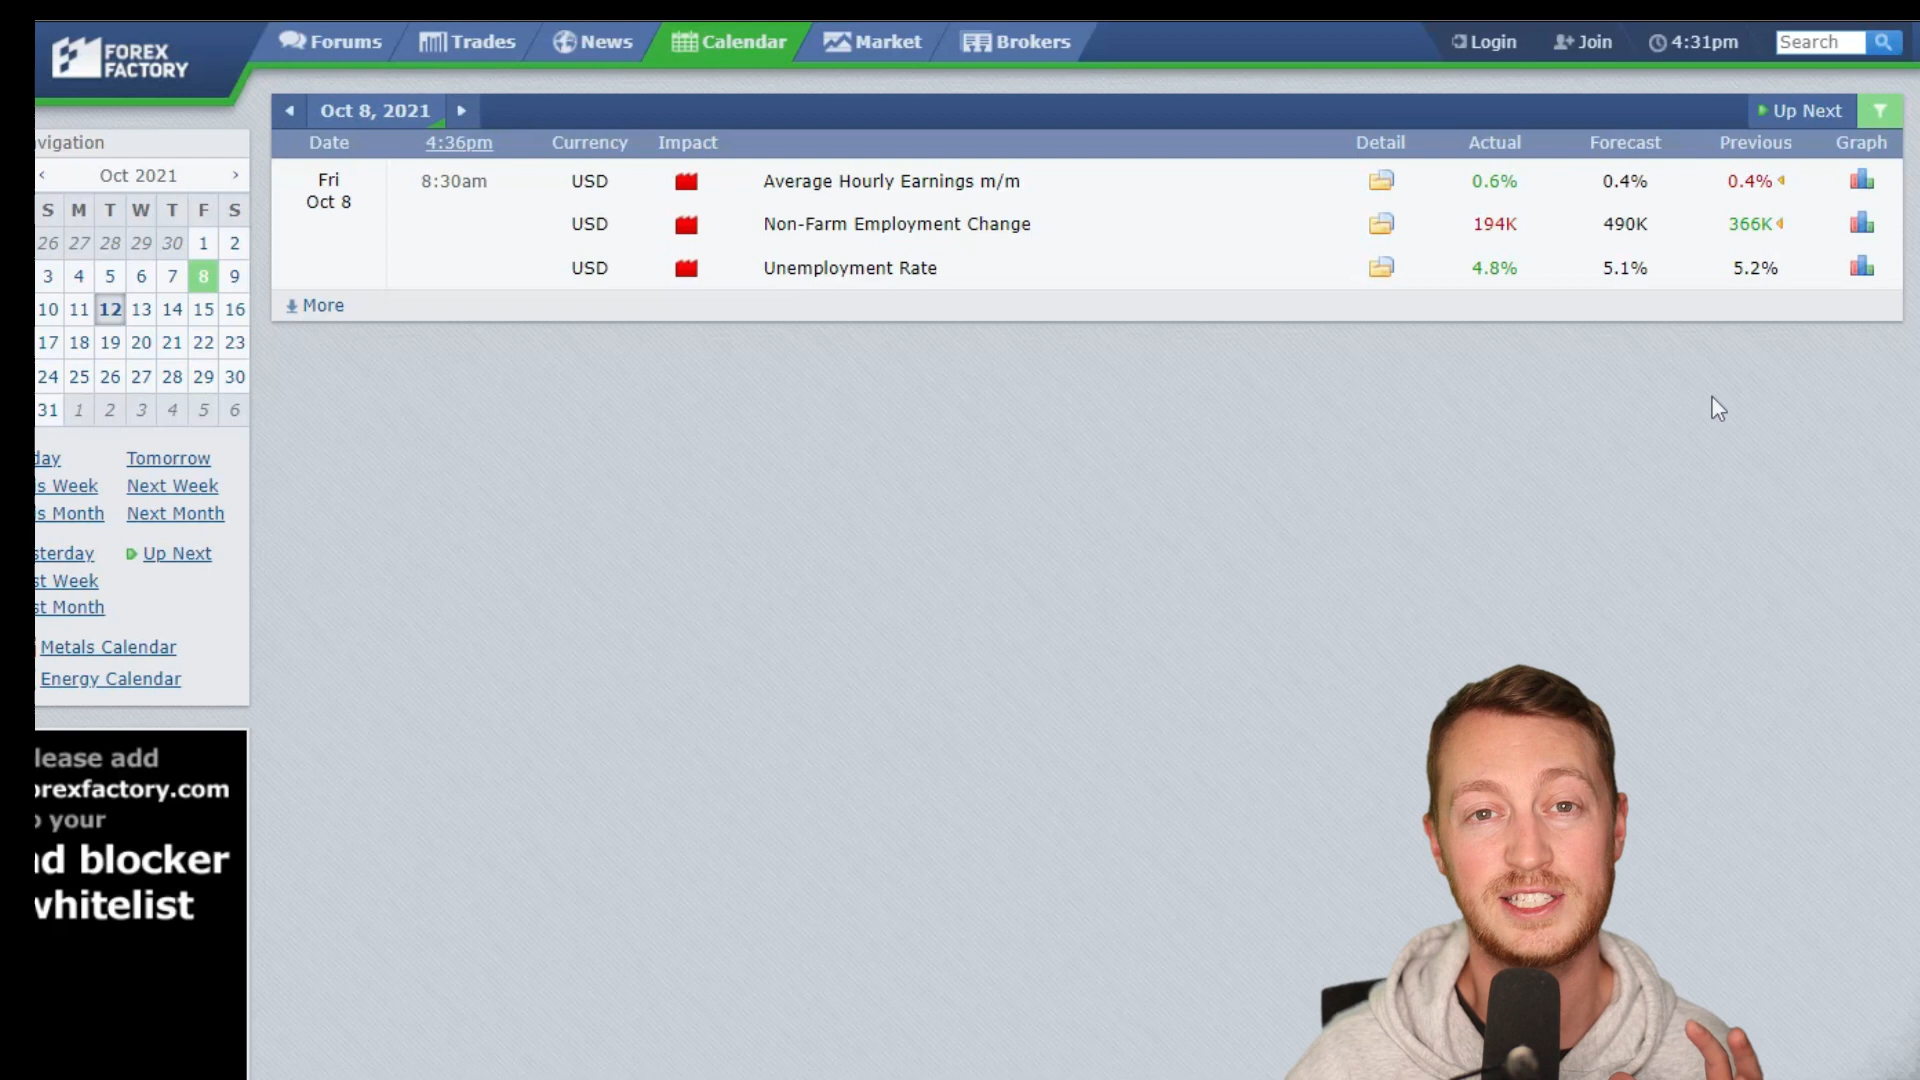 FOREX
FACTORY
Forums
Trades
News
Calendar
Market
Brokers
Login
Join
4:31pm
Search
Oct 8, 2021
Up Next
Date
4:36pm
Currency
Impact
Detail
Actual
Forecast
Previous
Graph
Fri
Oct 8
8:30am USD Average Hourly Earnings m/m 0.6% 0.4% 0.4%
USD Non-Farm Employment Change 194K 490K 366K
USD Unemployment Rate 4.8% 5.1% 5.2%
More
vigation
‹ Oct 2021 ›
S M T W T F S
26 27 28 29 30 1 2
3 4 5 6 7 8 9
10 11 12 13 14 15 16
17 18 19 20 21 22 23
24 25 26 27 28 29 30
31 1 2 3 4 5 6
day Tomorrow
s Week Next Week
s Month Next Month
sterday Up Next
st Week
st Month
Metals Calendar
Energy Calendar
lease add
orexfactory.com
o your
ad blocker
whitelist